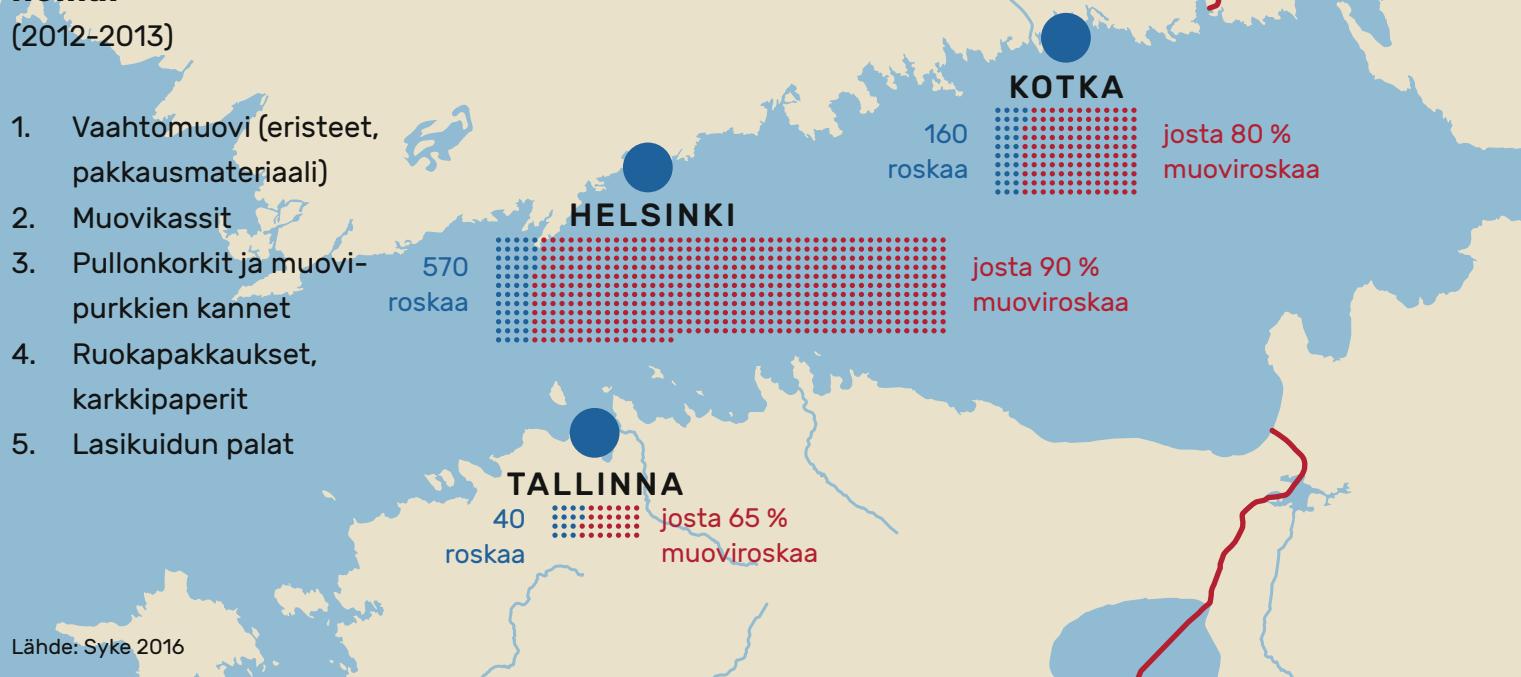 (2012-2013)
1. Vaahtomuovi (eristeet,
pakkausmateriaali)
2. Muovikassit
3. Pullonkorkit ja muovi-
purkkien kannet
4. Ruokapakkaukset,
karkkipaperit
5. Lasikuidun palat
KOTKA
160
roskaa
josta 80 %
muoviroskaa
HELSINKI
570
roskaa
josta 90 %
muoviroskaa
TALLINNA
40
roskaa
josta 65 %
muoviroskaa
Lähde: Syke 2016